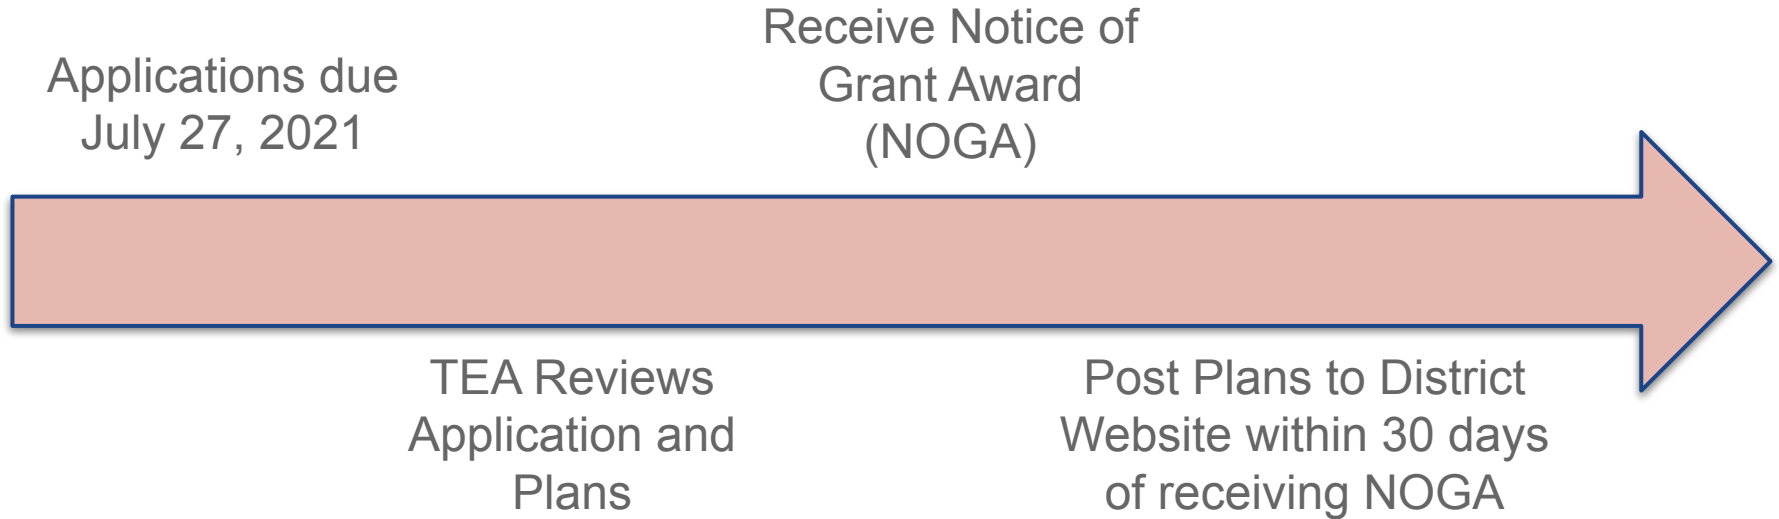 Applications due
July 27, 2021
TEA Reviews
Application and
Plans
Receive Notice of
Grant Award
(NOGA)
Post Plans to District
Website within 30 days
of receiving NOGA